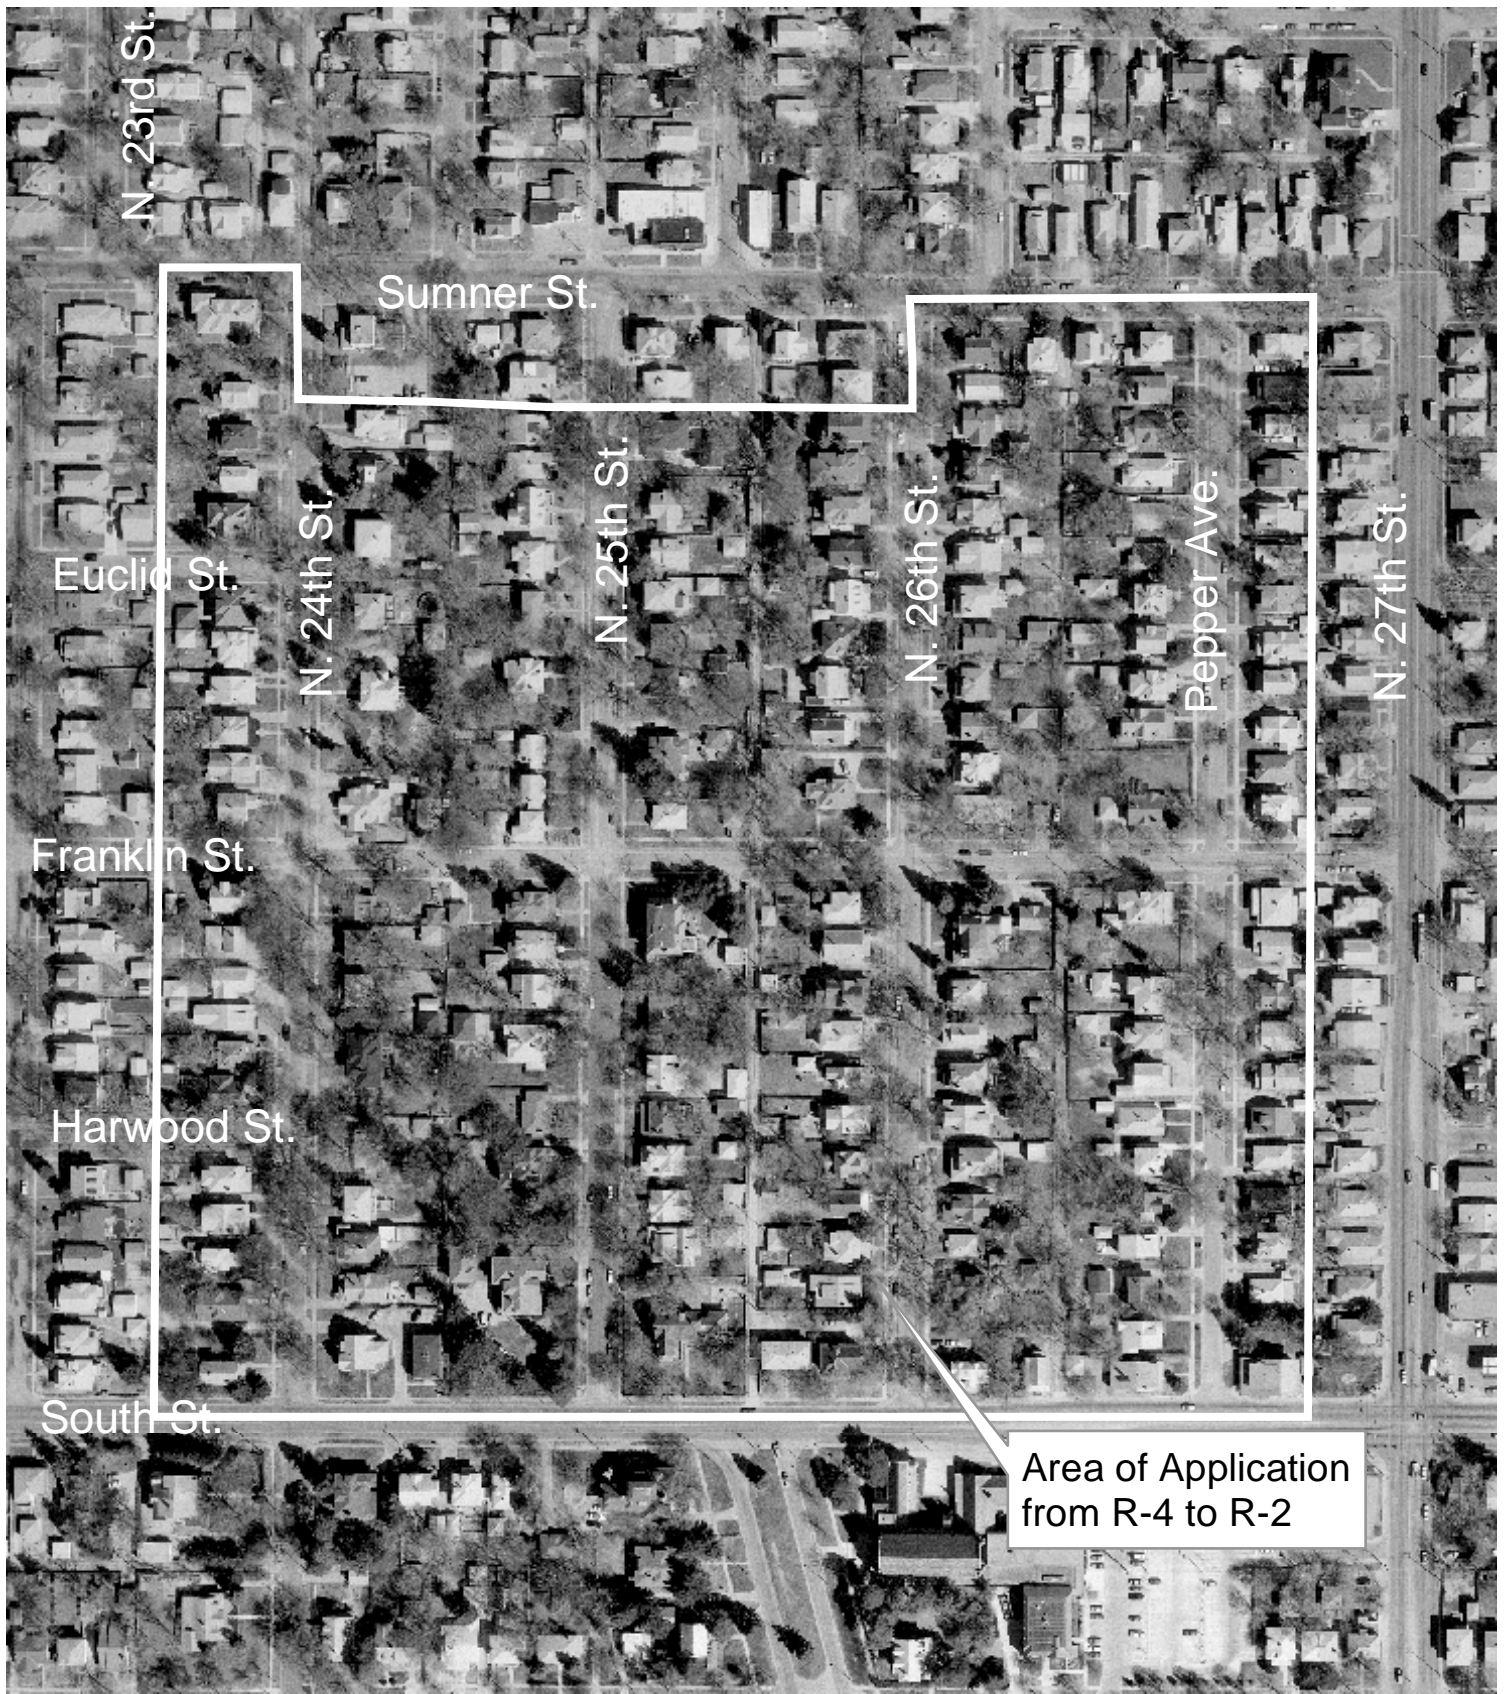 N. 23rd St.
Sumner St.
N. 24th St.
N. 25th St.
N. 26th St.
Pepper Ave.
N. 27th St.
Euclid St.
Franklin St.
Harwood St.
South St.
Area of Application
from R-4 to R-2